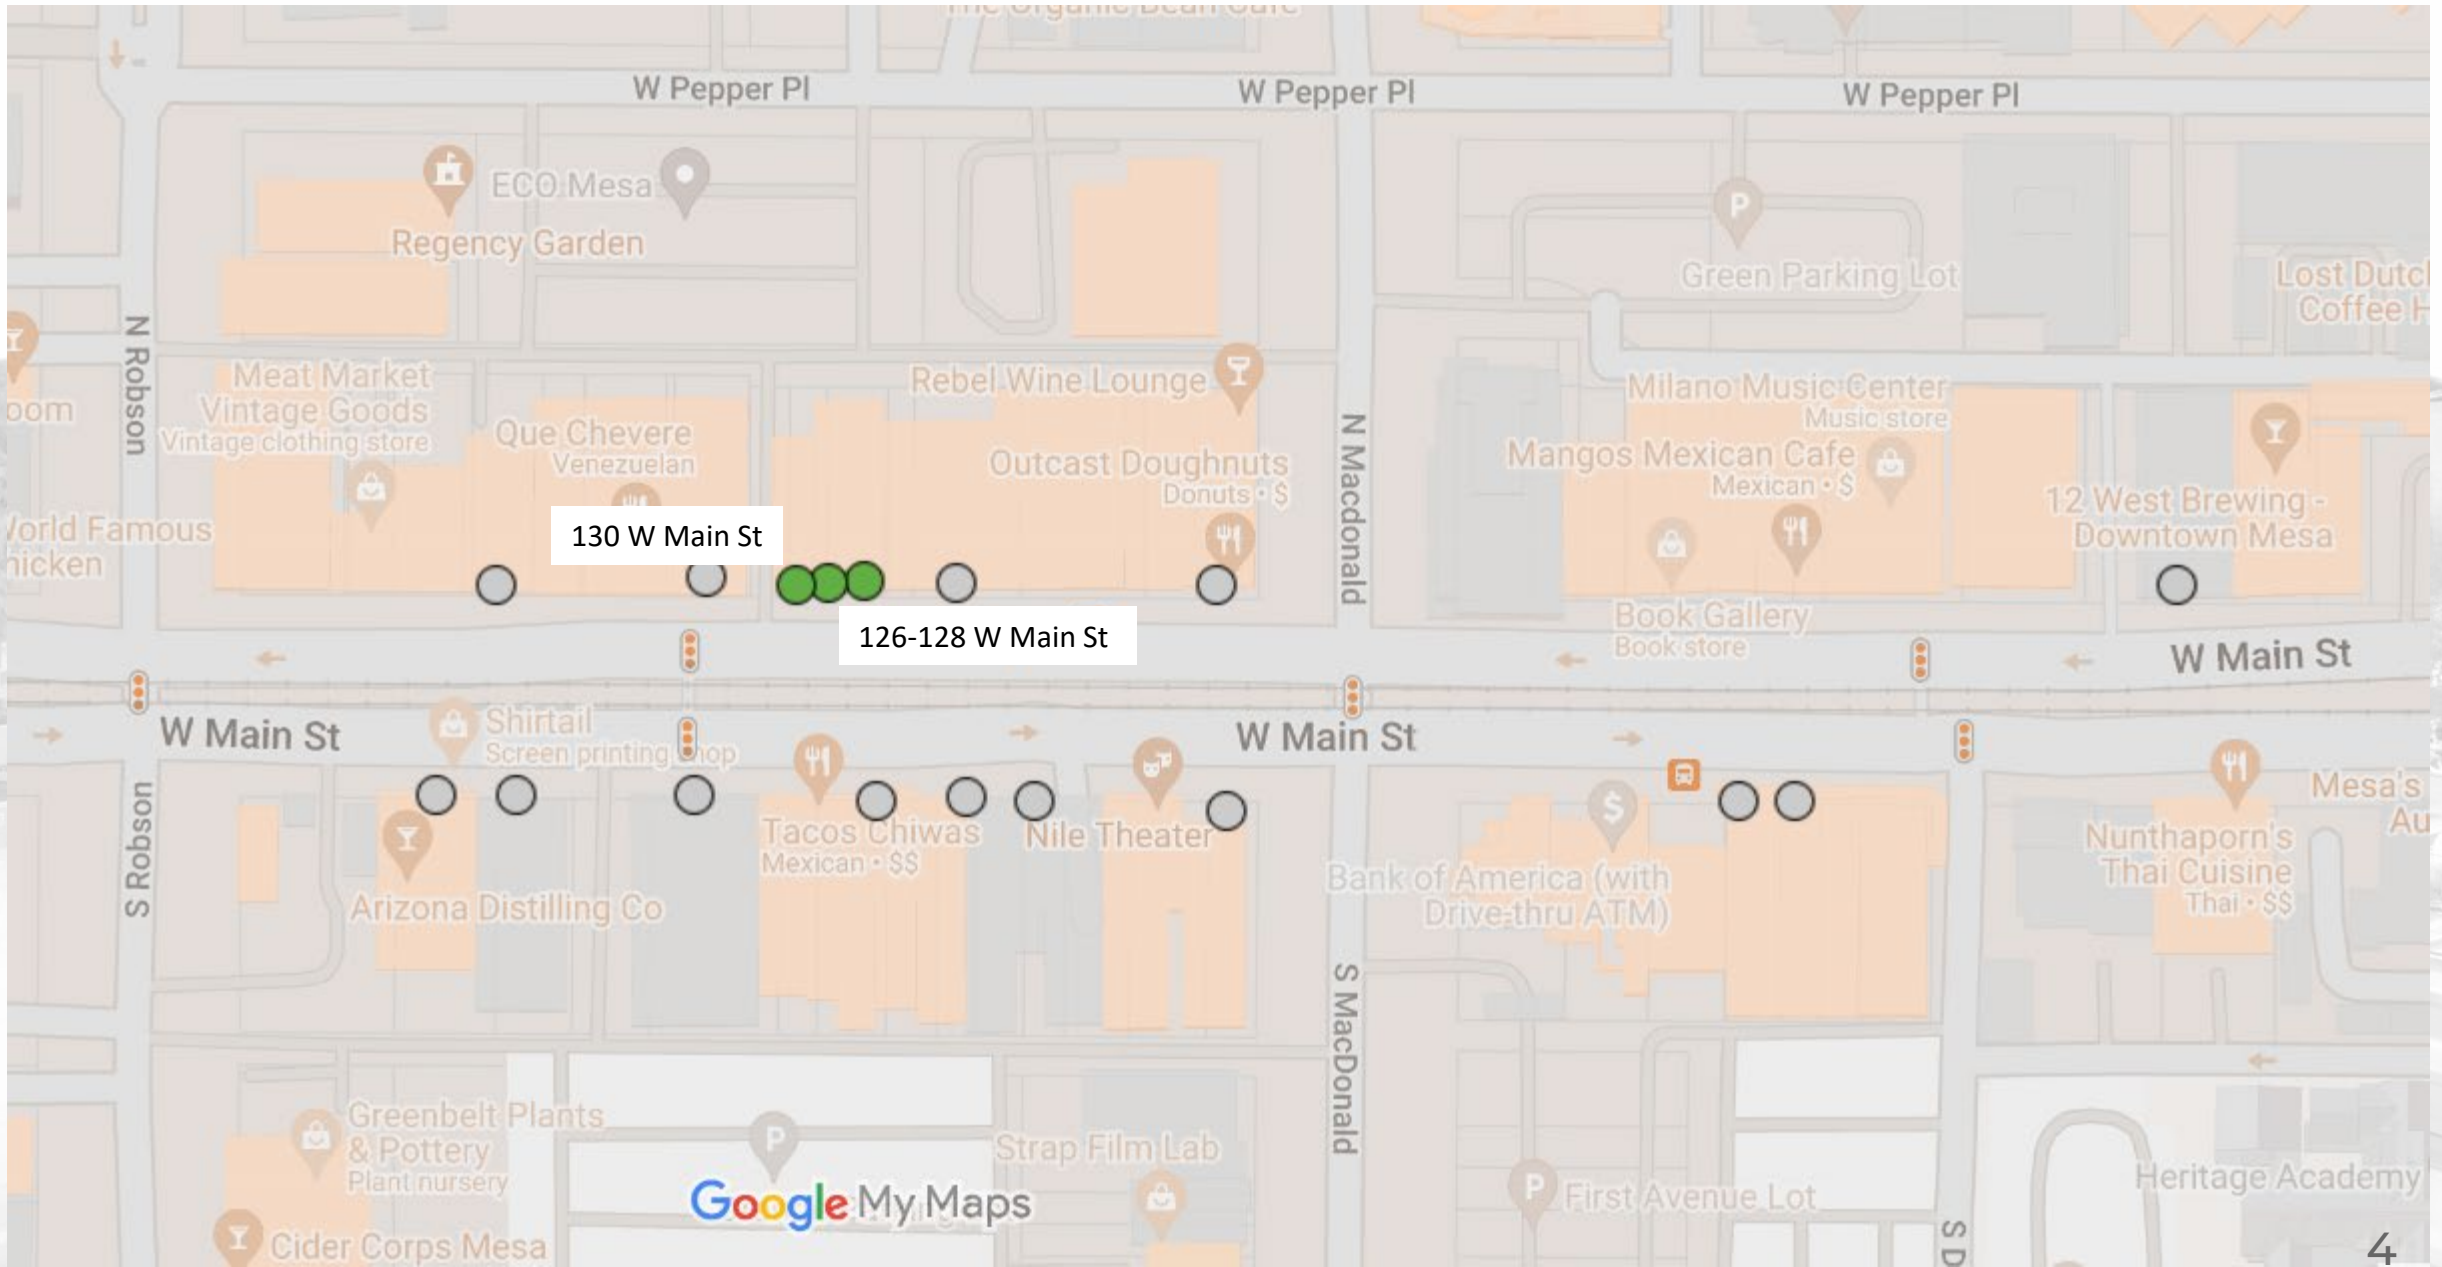 The Organic Bean Cafe
W Pepper Pl
W Pepper Pl
W Pepper Pl
ECO Mesa
Regency Garden
P
Green Parking Lot
Lost Dutc
Coffee H
N Robson
Meat Market
Vintage Goods
Vintage clothing store
Que Chevere
Venezuelan
Rebel Wine Lounge
Outcast Doughnuts
Donuts • $
N Macdonald
Milano Music Center
Music store
Mangos Mexican Cafe
Mexican • $
12 West Brewing -
Downtown Mesa
oom
World Famous
hicken
130 W Main St
126-128 W Main St
Book Gallery
Book store
W Main St
W Main St
Shirtail
Screen printing shop
W Main St
S Robson
Tacos Chiwas
Mexican • $$
Nile Theater
Arizona Distilling Co
$
Bank of America (with
Drive-thru ATM)
Nunthaporn's
Thai Cuisine
Thai • $$
Mesa's
Au
S MacDonald
Greenbelt Plants
& Pottery
Plant nursery
P
Strap Film Lab
Google My Maps
P
First Avenue Lot
Heritage Academy
Cider Corps Mesa
S D
4